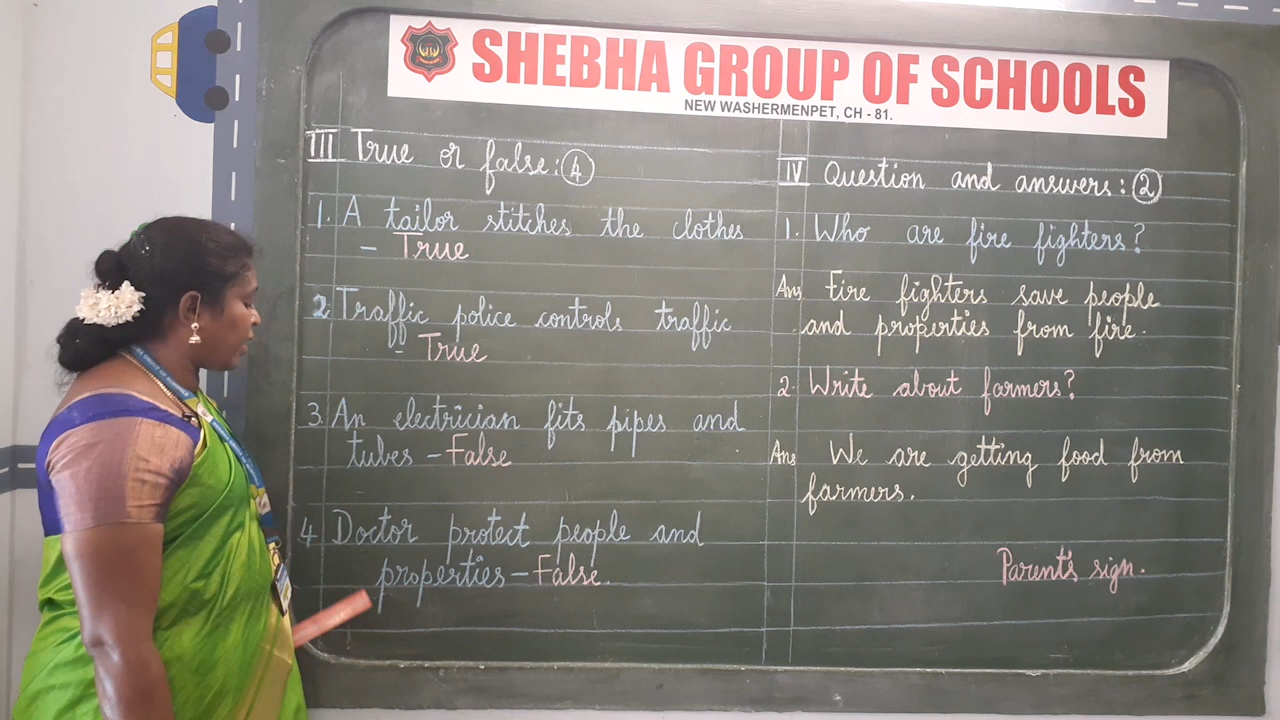 SHEBHA GROUP OF SCHOOLS
NEW WASHERMENPET, CH - 81.
III True or false: 4
1. A tailor stitches the clothes
- True
2. Traffic police controls traffic
- True
3. An electrician fits pipes and
tubes - False
4 Doctor protect people and
properties - False.
IV Question and answers: 2
1. Who are fire fighters?
Ans Fire fighters save people
and properties from fire.
2. Write about farmers?
Ans We are getting food from
farmers.
Parent's sign.